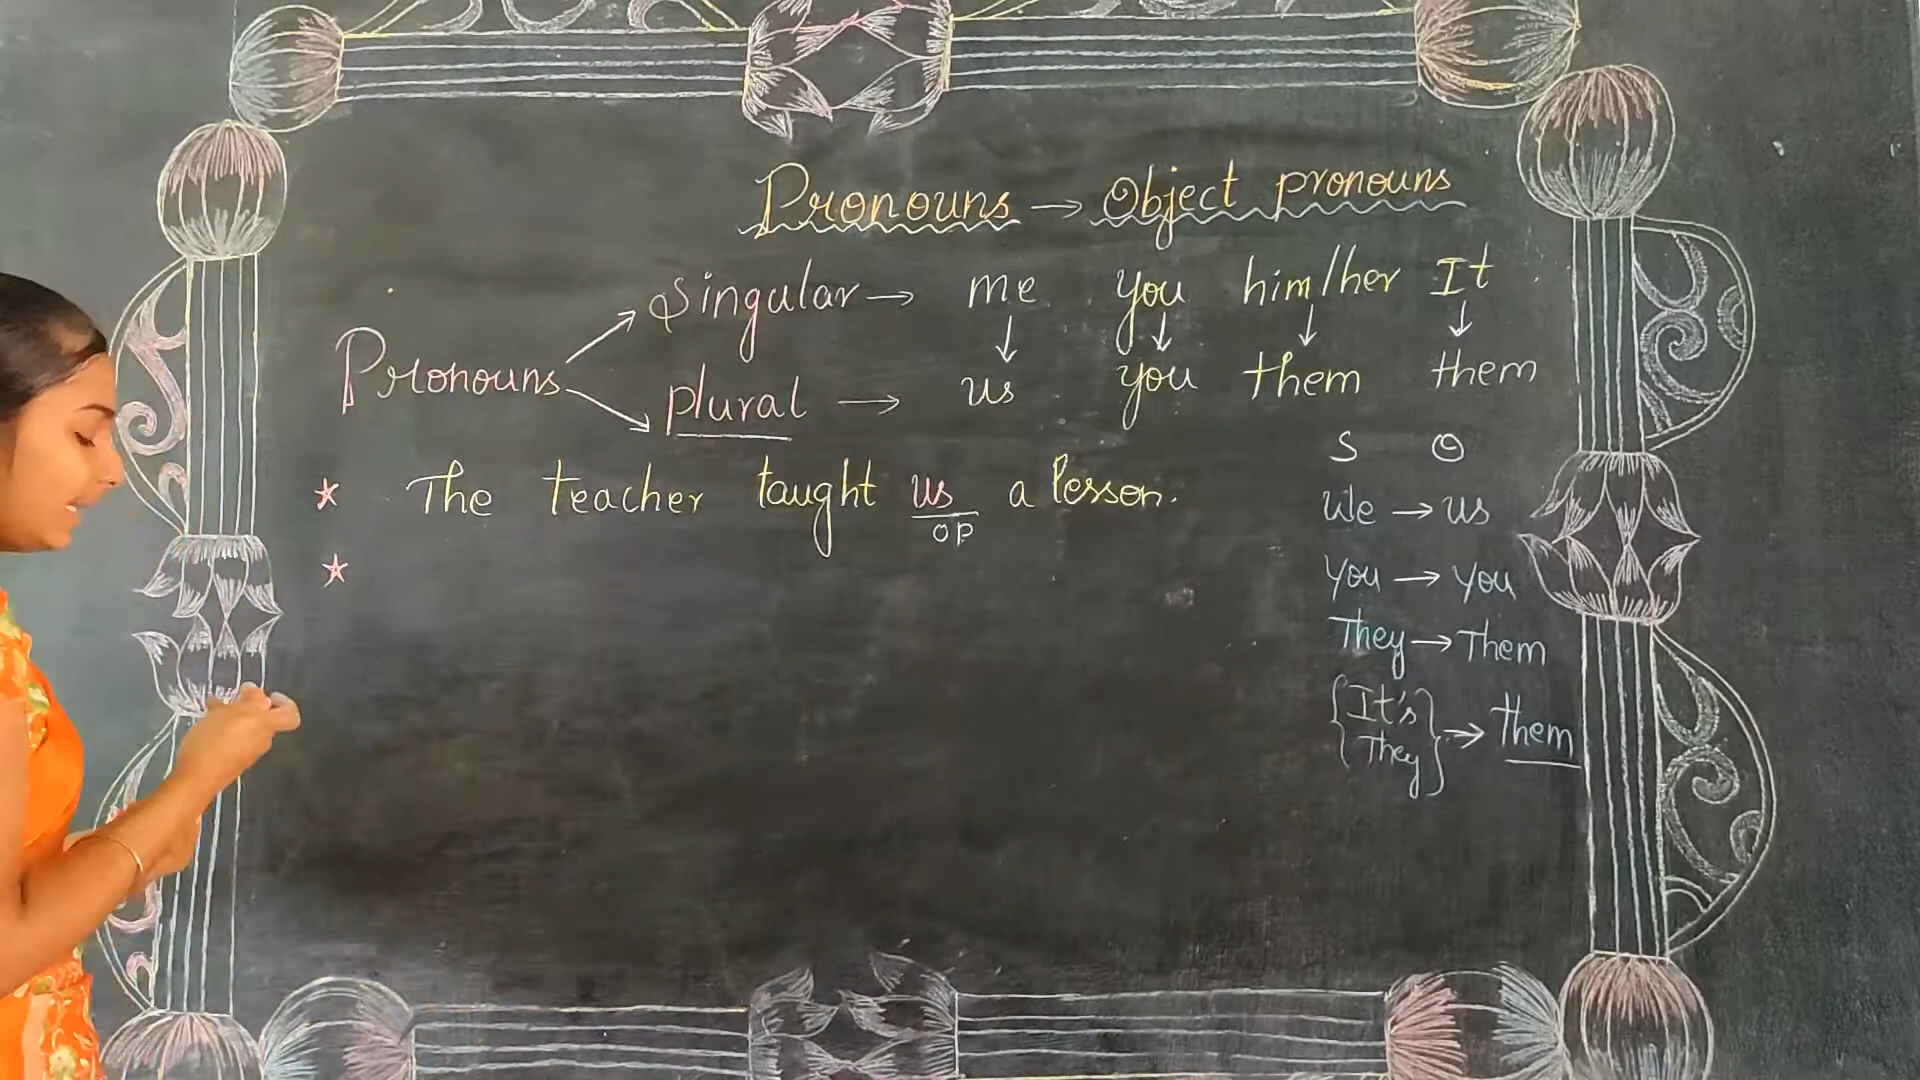 Pronouns → Object pronouns
Singular → me you him/her It
Pronouns
plural → us you them them
S O
* The teacher taught us a lesson.
op
We → us
*
you → you
They → Them
{It's
They} → them